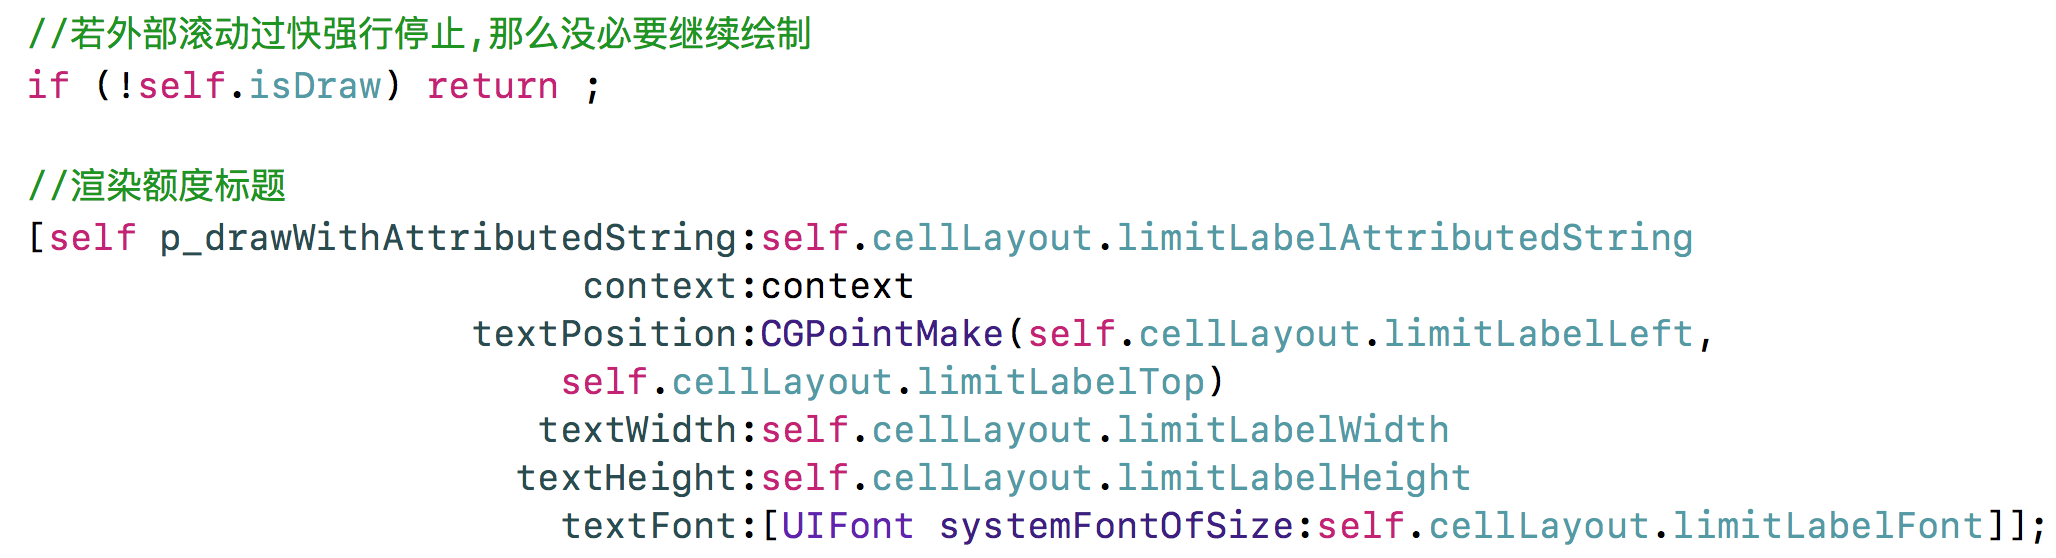 //若外部滚动过快强行停止,那么没必要继续绘制
if (!self.isDraw) return ;
//渲染额度标题
[self p_drawWithAttributedString:self.cellLayout.limitLabelAttributedString
context:context
textPosition:CGPointMake(self.cellLayout.limitLabelLeft,
self.cellLayout.limitLabelTop)
textWidth:self.cellLayout.limitLabelWidth
textHeight:self.cellLayout.limitLabelHeight
textFont:[UIFont systemFontOfSize:self.cellLayout.limitLabelFont]];